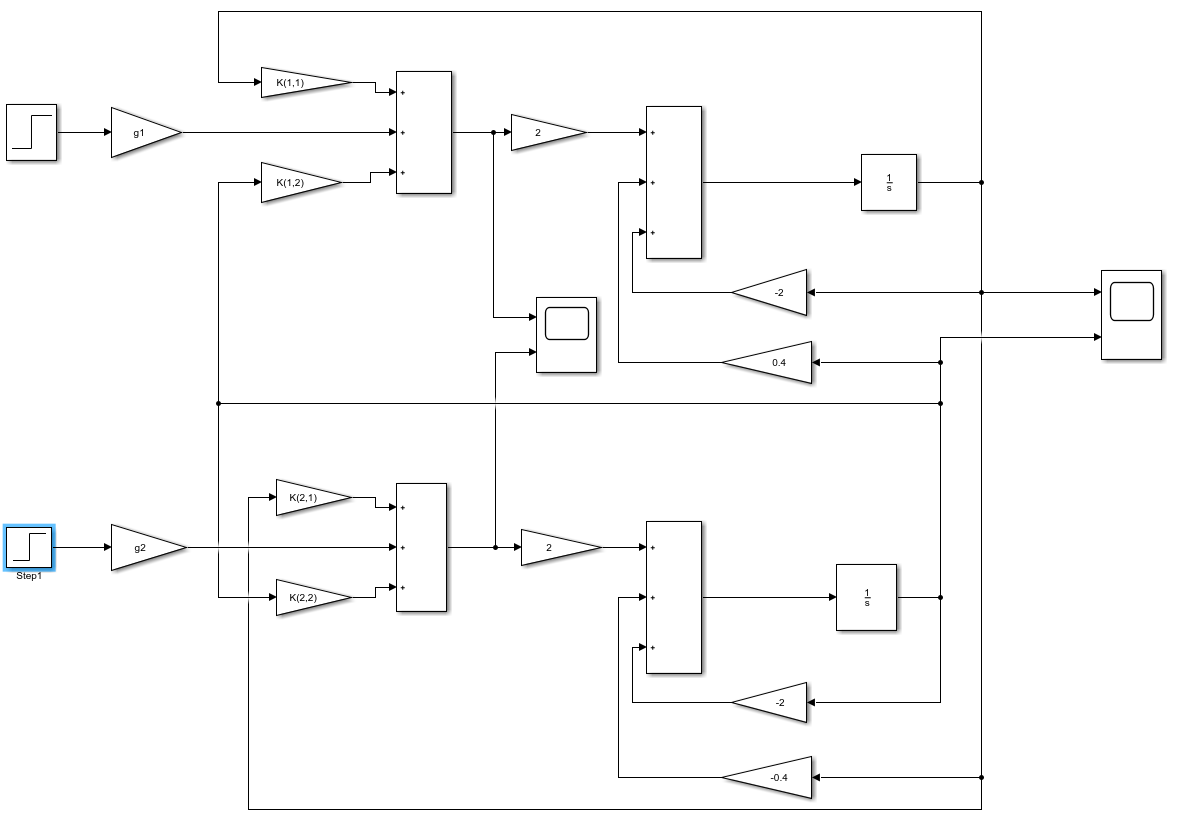 K(1,1)
+
g1
+
2
+
K(1,2)
+
+
1
s
+
-2
0.4
K(2,1)
+
g2
+
2
+
Step1
K(2,2)
+
+
1
s
+
-2
-0.4